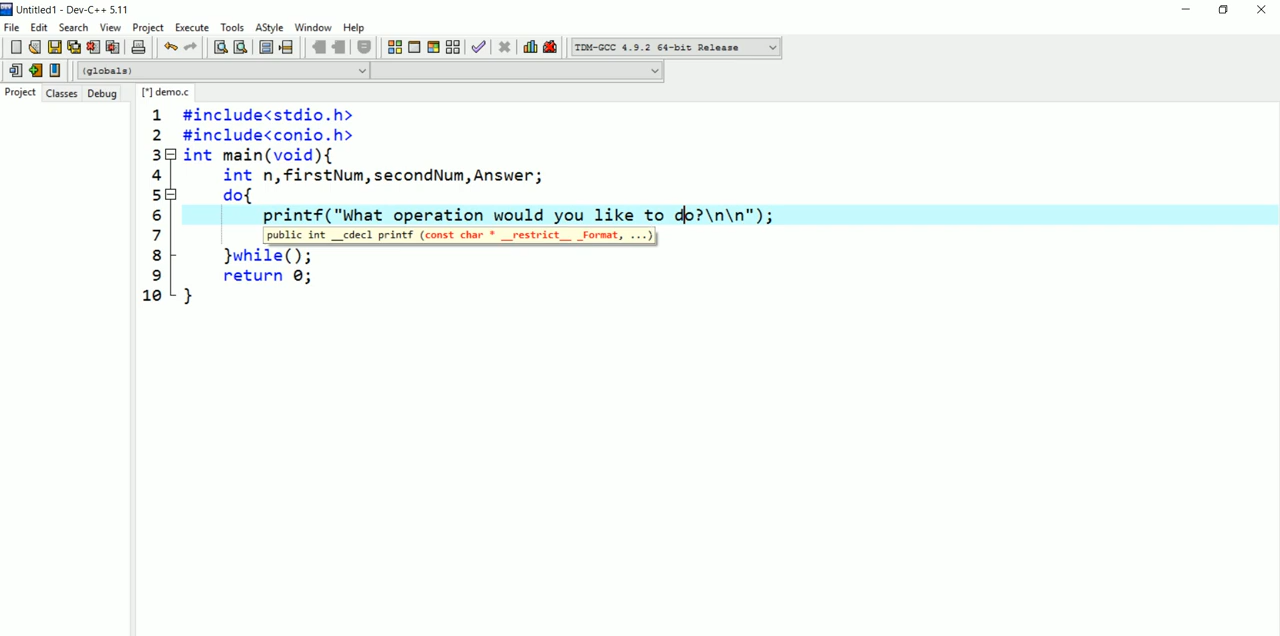 Untitled1 - Dev-C++ 5.11
File Edit Search View Project Execute Tools AStyle Window Help
TDM-GCC 4.9.2 64-bit Release
(globals)
Project Classes Debug [*] demo.c
1 #include<stdio.h>
2 #include<conio.h>
3 int main(void){
4 int n,firstNum,secondNum,Answer;
5 do{
6 printf("What operation would you like to do?\n\n");
7 public int __cdecl printf (const char * __restrict__ _Format, ...)
8 }while();
9 return 0;
10 }